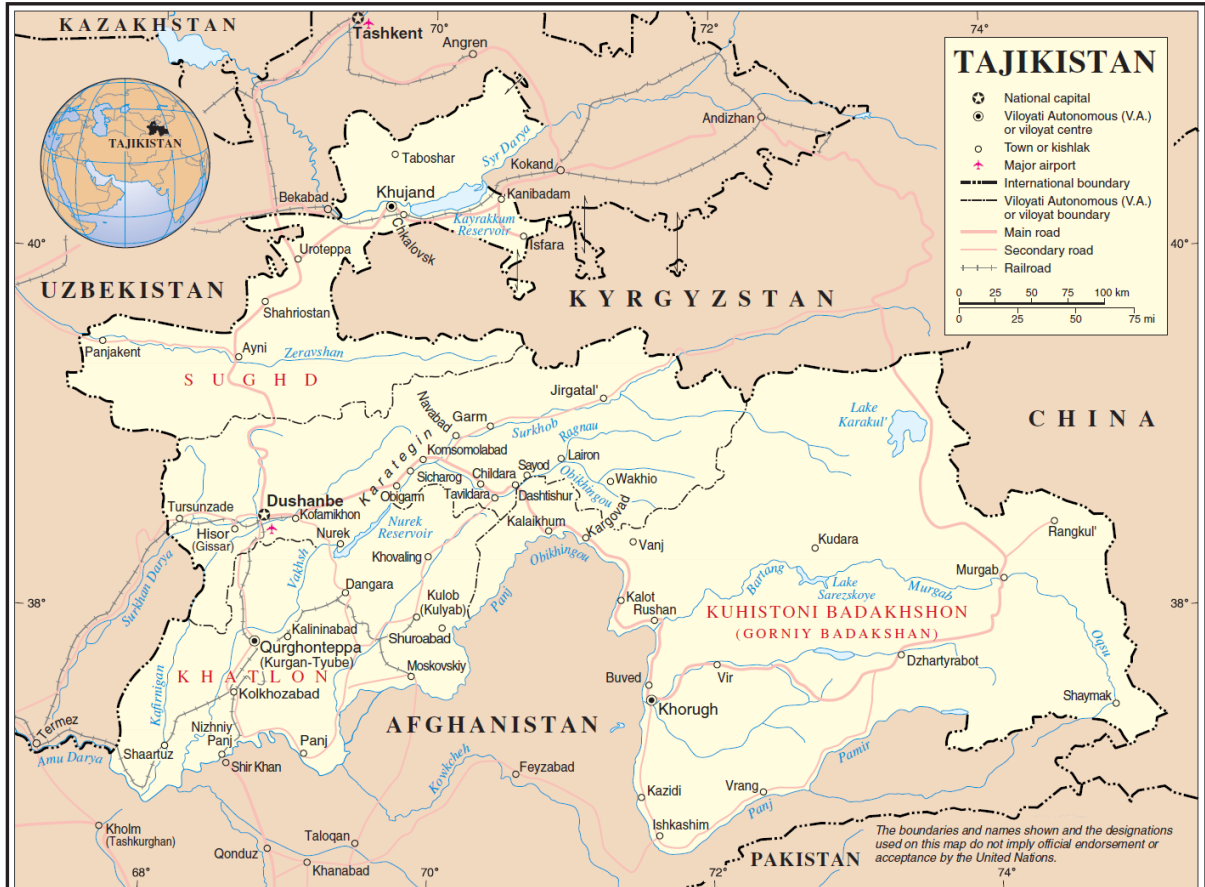 KAZAKHSTAN
70°
72°
74°
Tashkent
Angren
TAJIKISTAN
National capital
Viloyati Autonomous (V.A.)
or viloyat centre
Town or kishlak
Major airport
International boundary
Viloyati Autonomous (V.A.)
or viloyat boundary
Main road
Secondary road
Railroad
0 25 50 75 100 km
0 25 50 75 mi
TAJIKISTAN
Andizhan
Taboshar
Syr Darya
Kokand
Bekabad
Khujand
Kanibadam
Chkalovsk
Kayrakkum
Reservoir
Isfara
40°
40°
Uroteppa
UZBEKISTAN
KYRGYZSTAN
Shahriostan
Panjakent
Ayni
Zeravshan
SUGHD
Jirgatal'
CHINA
Lake
Karakul'
Navabad
Garm
Surkhob
Ragnau
Karategin
Komsomolabad
Lairon
Sicharog
Childara
Sayod
Obikhingou
Wakhio
Obigarm
Tavildara
Dashtishur
Tursunzade
Dushanbe
Kofarnikhon
Hisor
(Gissar)
Nurek
Nurek
Reservoir
Kalaikhum
Kargovad
Vanj
Kudara
Rangkul'
Khovaling
Obikhingou
Surkhan Darya
Vakhsh
Dangara
Panj
Bartang
Lake
Sarezskoye
Murgab
Murgab
38°
38°
Kulob
(Kulyab)
Kalot
Rushan
KUHISTONI BADAKHSHON
(GORNIY BADAKSHAN)
Oqsu
Kalininabad
Shuroabad
Qurghonteppa
(Kurgan-Tyube)
Moskovskiy
Dzhartyrabot
KHATLON
Kafirnigan
Kolkhozabad
Buved
Vir
Khorugh
Shaymak
AFGHANISTAN
Termez
Nizhniy
Panj
Panj
Shaartuz
Amu Darya
Shir Khan
Kowkcheh
Feyzabad
Pamir
Kazidi
Vrang
Panj
Ishkashim
Kholm
(Tashkurghan)
Taloqan
Qonduz
Khanabad
PAKISTAN
The boundaries and names shown and the designations
used on this map do not imply official endorsement or
acceptance by the United Nations.
68°
70°
72°
74°